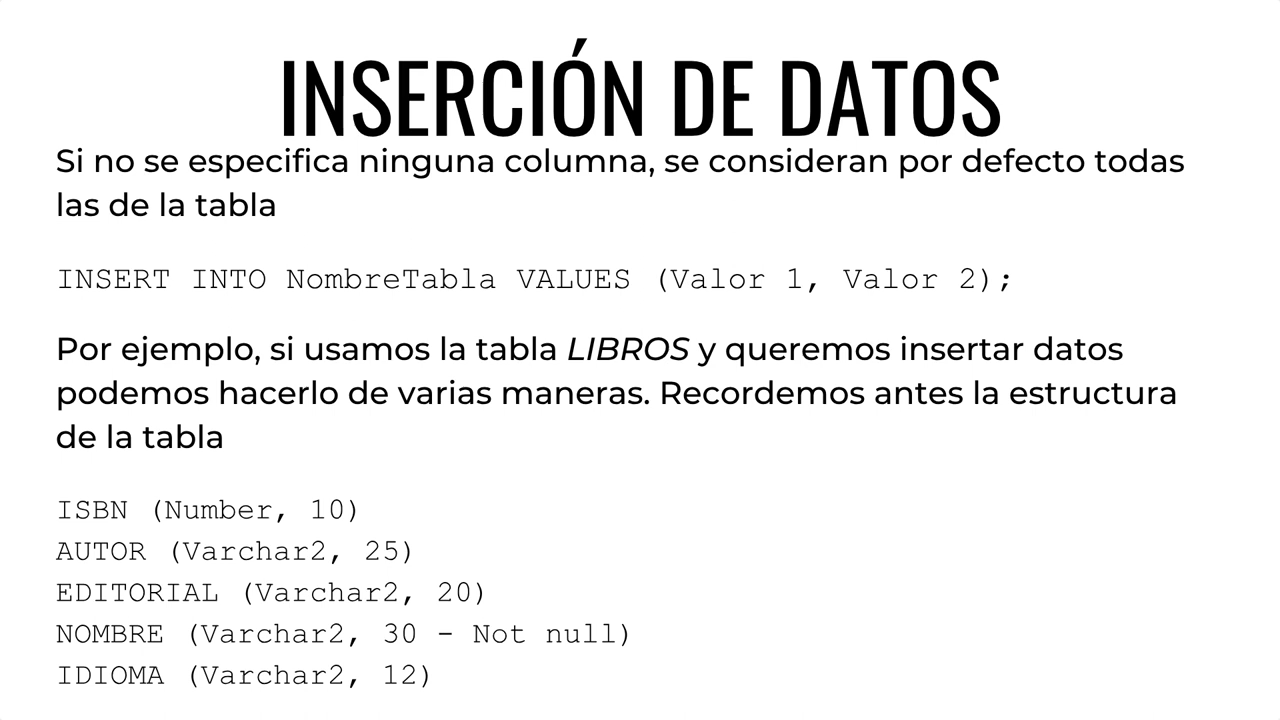 INSERCIÓN DE DATOS
Si no se especifica ninguna columna, se consideran por defecto todas
las de la tabla
INSERT INTO NombreTabla VALUES (Valor 1, Valor 2);
Por ejemplo, si usamos la tabla LIBROS y queremos insertar datos
podemos hacerlo de varias maneras. Recordemos antes la estructura
de la tabla
ISBN (Number, 10)
AUTOR (Varchar2, 25)
EDITORIAL (Varchar2, 20)
NOMBRE (Varchar2, 30 - Not null)
IDIOMA (Varchar2, 12)